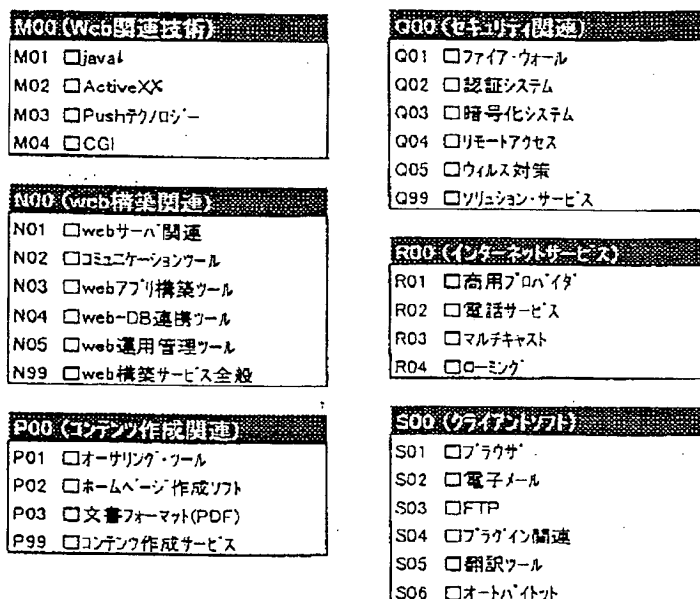 M00 (Web関連技術)
M01 □java
M02 □ActiveX
M03 □Pushテクノロジー
M04 □CGI
N00 (web構築関連)
N01 □webサーバ関連
N02 □コミュニケーションツール
N03 □webアプリ構築ツール
N04 □web-DB連携ツール
N05 □web運用管理ツール
N99 □web構築サービス全般
P00 (コンテンツ作成関連)
P01 □オーサリング・ツール
P02 □ホームページ作成ソフト
P03 □文書フォーマット(PDF)
P99 □コンテンツ作成サービス
Q00 (セキュリティ関連)
Q01 □ファイア・ウォール
Q02 □認証システム
Q03 □暗号化システム
Q04 □リモートアクセス
Q05 □ウィルス対策
Q99 □ソリュション・サービス
R00 (インターネットサービス)
R01 □商用プロバイダ
R02 □電話サービス
R03 □マルチキャスト
R04 □ローミング
S00 (クライアントソフト)
S01 □ブラウザ
S02 □電子メール
S03 □FTP
S04 □プラグイン関連
S05 □翻訳ツール
S06 □オートパイロット